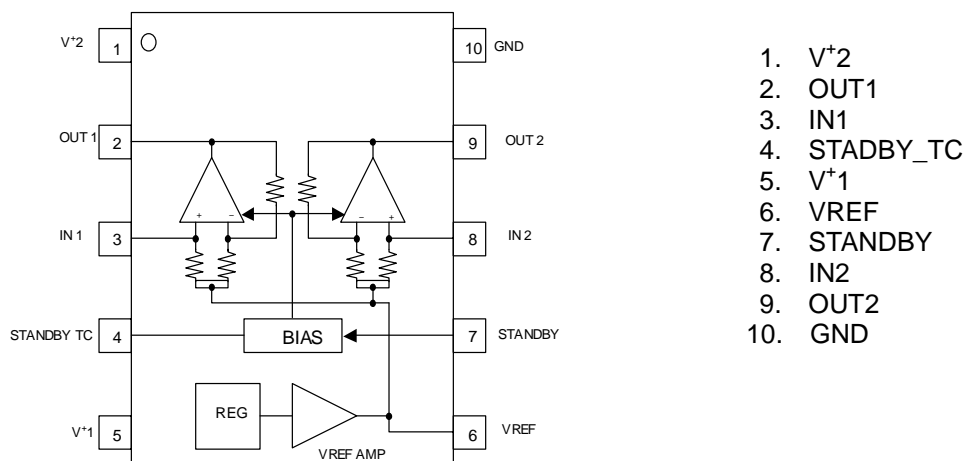 V+2 1 10 GND
OUT 1 2 9 OUT 2
+ − − +
IN 1 3 8 IN 2
STANDBY TC 4 BIAS 7 STANDBY
REG
V+1 5 6 VREF
VREF AMP
1. V+2
2. OUT1
3. IN1
4. STADBY_TC
5. V+1
6. VREF
7. STANDBY
8. IN2
9. OUT2
10. GND